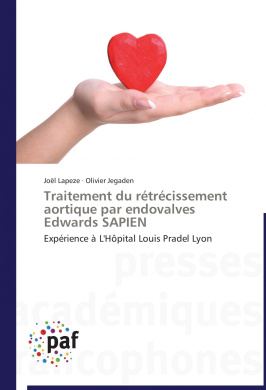 Joël Lapeze · Olivier Jegaden
Traitement du rétrécissement
aortique par endovalves
Edwards SAPIEN
Expérience à L'Hôpital Louis Pradel Lyon
presses
académiques
francophones
paf